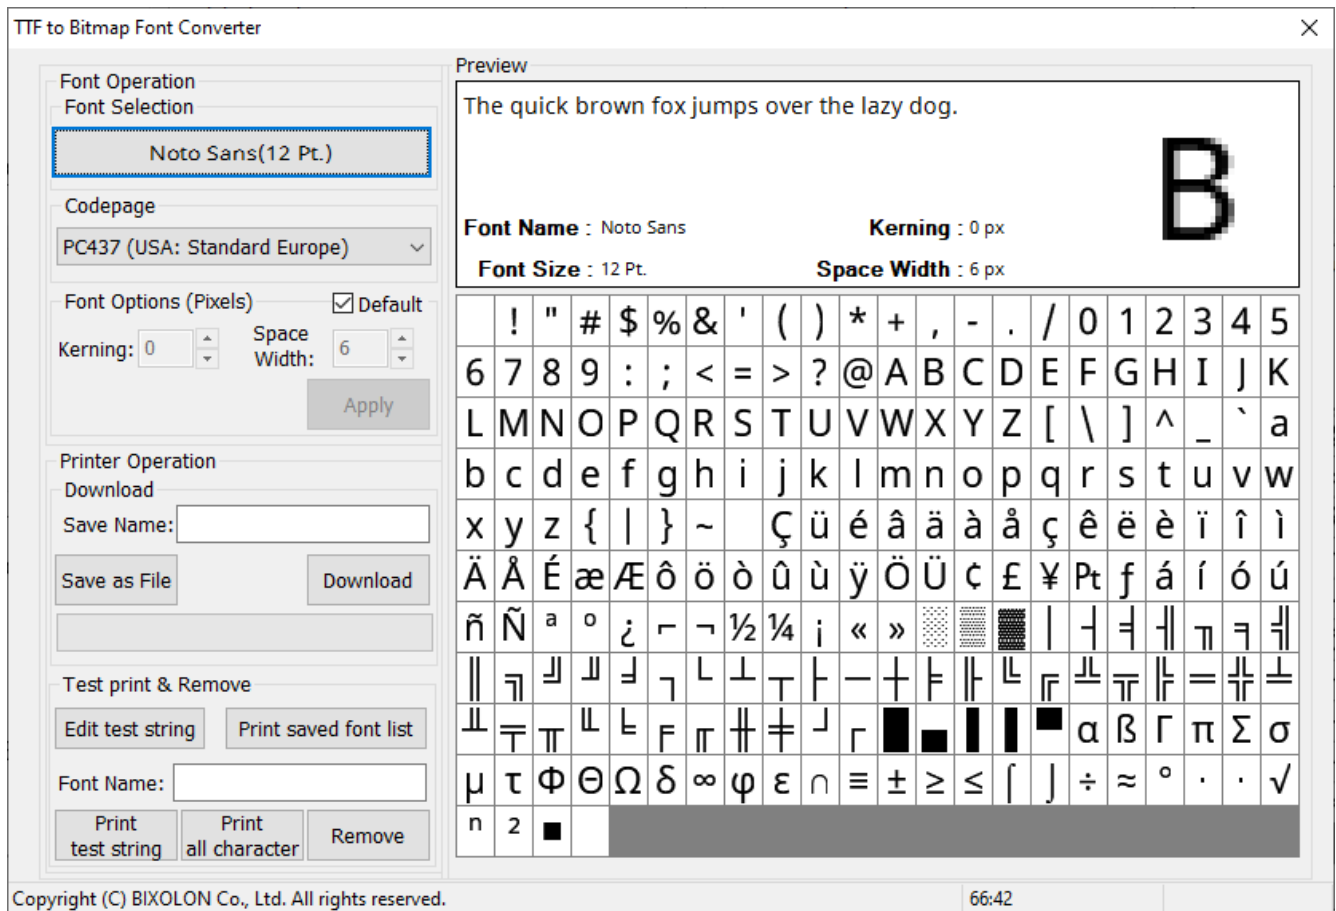 TTF to Bitmap Font Converter
Font Operation
Font Selection
Noto Sans(12 Pt.)
Codepage
PC437 (USA: Standard Europe)
Font Options (Pixels)
Default
Kerning: 0
Space Width: 6
Apply
Printer Operation
Download
Save Name:
Save as File
Download
Test print & Remove
Edit test string
Print saved font list
Font Name:
Print test string
Print all character
Remove
Preview
The quick brown fox jumps over the lazy dog.
B
Font Name : Noto Sans
Kerning : 0 px
Font Size : 12 Pt.
Space Width : 6 px
! " # $ % & ' ( ) * + , - . / 0 1 2 3 4 5
6 7 8 9 : ; < = > ? @ A B C D E F G H I J K
L M N O P Q R S T U V W X Y Z [ \ ] ^ _ ` a
b c d e f g h i j k l m n o p q r s t u v w
x y z { | } ~ Ç ü é â ä à å ç ê ë è ï î ì
Ä Å É æ Æ ô ö ò û ù ÿ Ö Ü ¢ £ ¥ ₧ ƒ á í ó ú
ñ Ñ ª º ¿ ⌐ ¬ ½ ¼ ¡ « » ░ ▒ ▓ │ ┤ ╡ ╢ ╖ ╕ ╣
║ ╗ ╝ ╜ ╛ ┐ └ ┴ ┬ ├ ─ ┼ ╞ ╟ ╚ ╔ ╩ ╦ ╠ ═ ╬ ╧
╨ ╤ ╥ ╙ ╘ ╒ ╓ ╫ ╪ ┘ ┌ █ ▄ ▌ ▐ ▀ α ß Γ π Σ σ
µ τ Φ Θ Ω δ ∞ φ ε ∩ ≡ ± ≥ ≤ ⌠ ⌡ ÷ ≈ ° ∙ · √
ⁿ ² ■
Copyright (C) BIXOLON Co., Ltd. All rights reserved.
66:42